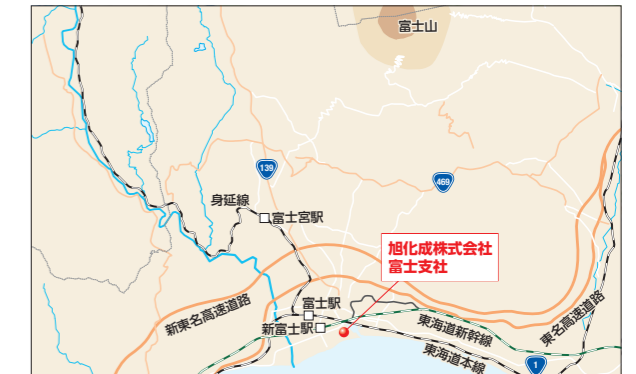 富士山
139
469
身延線
富士宮駅
旭化成株式会社
富士支社
新東名高速道路
富士駅
新富士駅
東海道新幹線
東海道本線
東名高速道路
1